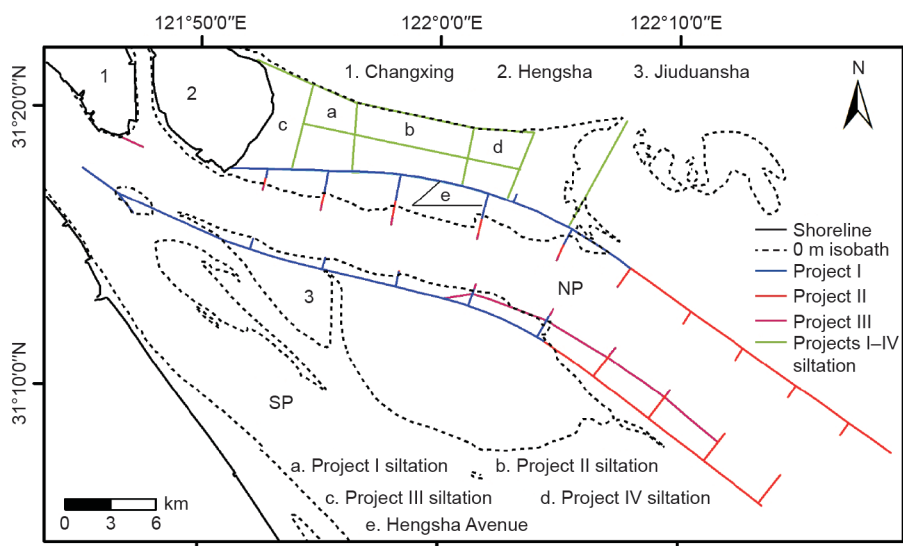 121°50′0″E 122°0′0″E 122°10′0″E
1. Changxing 2. Hengsha 3. Jiuduansha
N
31°20′0″N
31°10′0″N
1
2
a
b
c
d
e
3
NP
SP
Shoreline
0 m isobath
Project I
Project II
Project III
Projects I–IV
siltation
a. Project I siltation b. Project II siltation
c. Project III siltation d. Project IV siltation
e. Hengsha Avenue
km
0 3 6